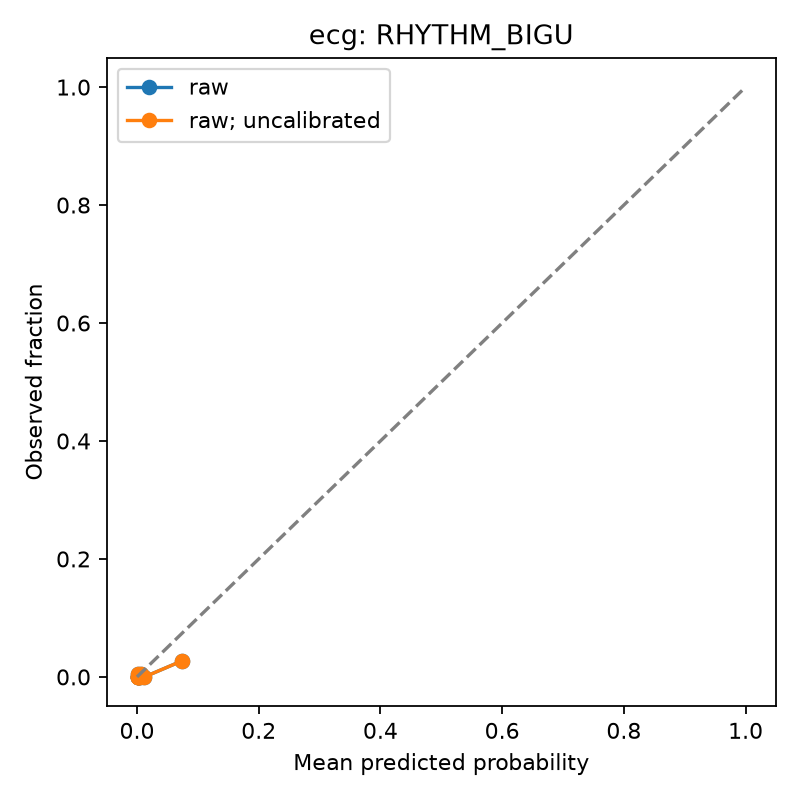 ecg: RHYTHM_BIGU
raw
raw; uncalibrated
1.0
0.8
0.6
0.4
0.2
0.0
Observed fraction
0.0 0.2 0.4 0.6 0.8 1.0
Mean predicted probability